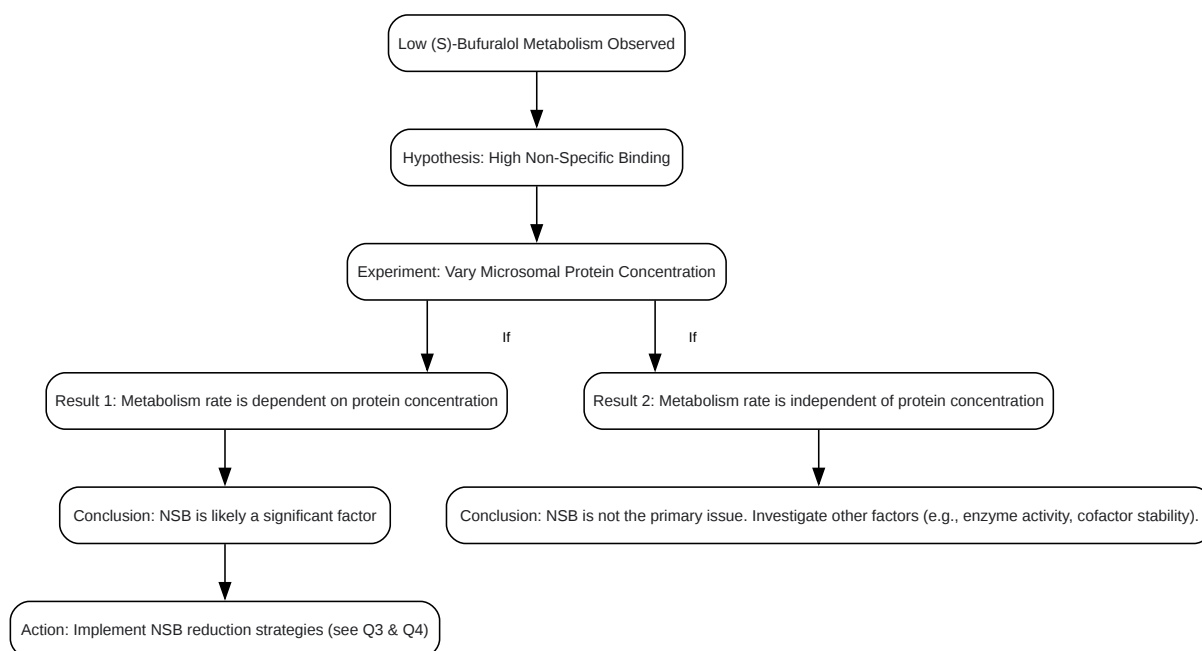 Low (S)-Bufuralol Metabolism Observed
Hypothesis: High Non-Specific Binding
Experiment: Vary Microsomal Protein Concentration
If
If
Result 1: Metabolism rate is dependent on protein concentration
Result 2: Metabolism rate is independent of protein concentration
Conclusion: NSB is likely a significant factor
Conclusion: NSB is not the primary issue. Investigate other factors (e.g., enzyme activity, cofactor stability).
Action: Implement NSB reduction strategies (see Q3 & Q4)